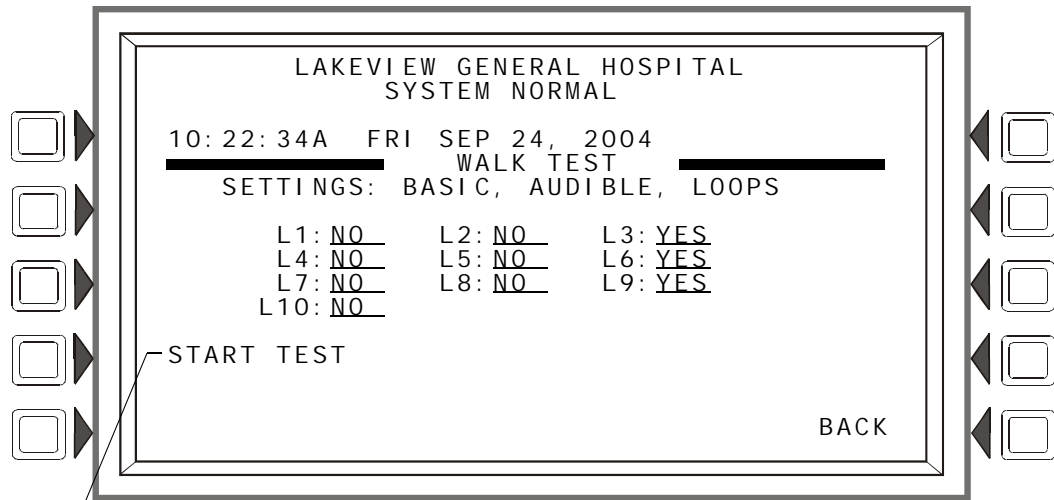 LAKEVIEW GENERAL HOSPITAL
SYSTEM NORMAL
10:22:34A FRI SEP 24, 2004
WALK TEST
SETTINGS: BASIC, AUDIBLE, LOOPS
L1: NO L2: NO L3: YES
L4: NO L5: NO L6: YES
L7: NO L8: NO L9: YES
L10: NO
START TEST
BACK